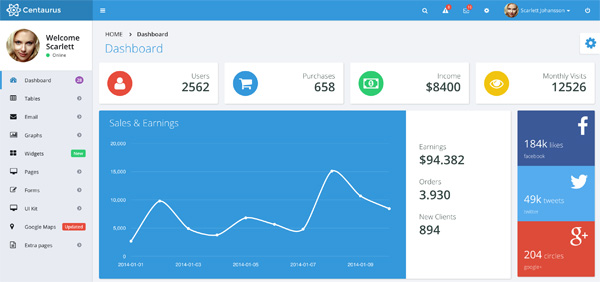 Centaurus
Scarlett Johansson
Welcome
Scarlett
Online
Dashboard 28
Tables
Email
Graphs
Widgets New
Pages
Forms
UI Kit
Google Maps Updated
Extra pages
HOME > Dashboard
Dashboard
Users
2562
Purchases
658
Income
$8400
Monthly Visits
12526
Sales & Earnings
20,000
15,000
10,000
5,000
0
2014-01-01
2014-01-03
2014-01-05
2014-01-07
2014-01-09
Earnings
$94.382
Orders
3.930
New Clients
894
184k likes
facebook
49k tweets
twitter
204 circles
google+